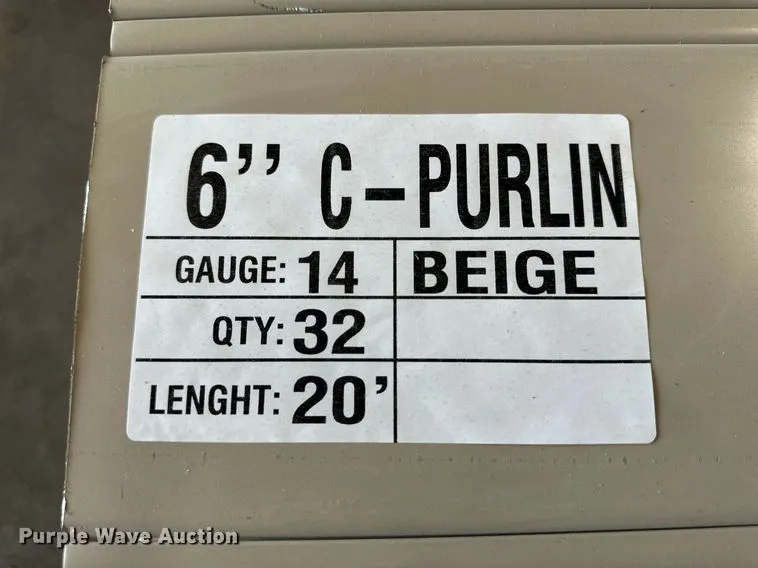 6’’ C-PURLIN
GAUGE: 14 BEIGE
QTY: 32
LENGHT: 20’
Purple Wave Auction